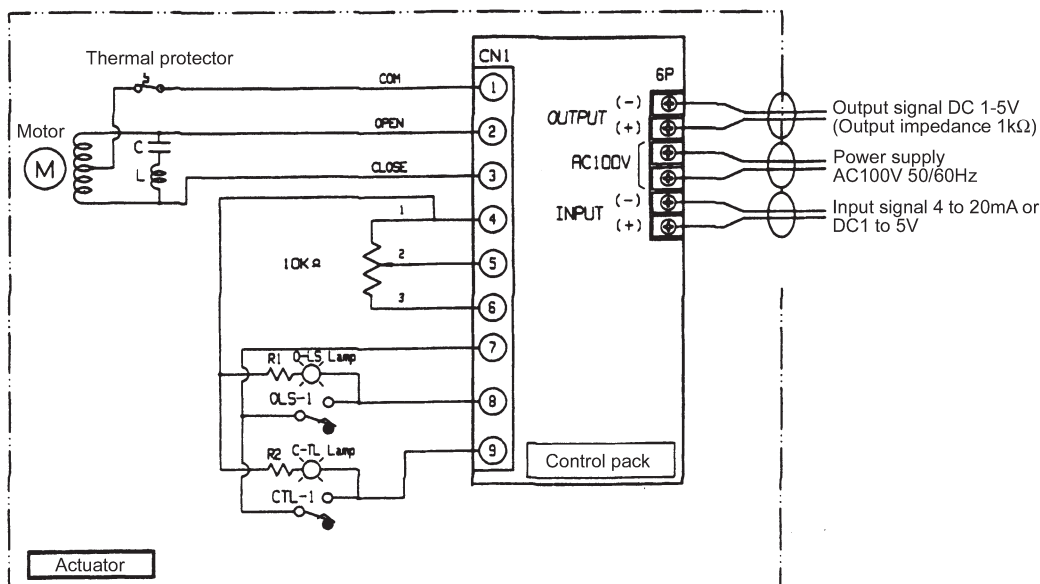 Thermal protector
COM
CN1
1
6P
Motor
M
OPEN
2
C
L
CLOSE
3
OUTPUT (-)
(+)
AC100V
INPUT (-)
(+)
Output signal DC 1-5V
(Output impedance 1kΩ)
Power supply
AC100V 50/60Hz
Input signal 4 to 20mA or
DC1 to 5V
1
4
10KΩ
2
5
3
6
7
R1 O-LS Lamp
OLS-1
8
R2 C-TL Lamp
CTL-1
9
Control pack
Actuator